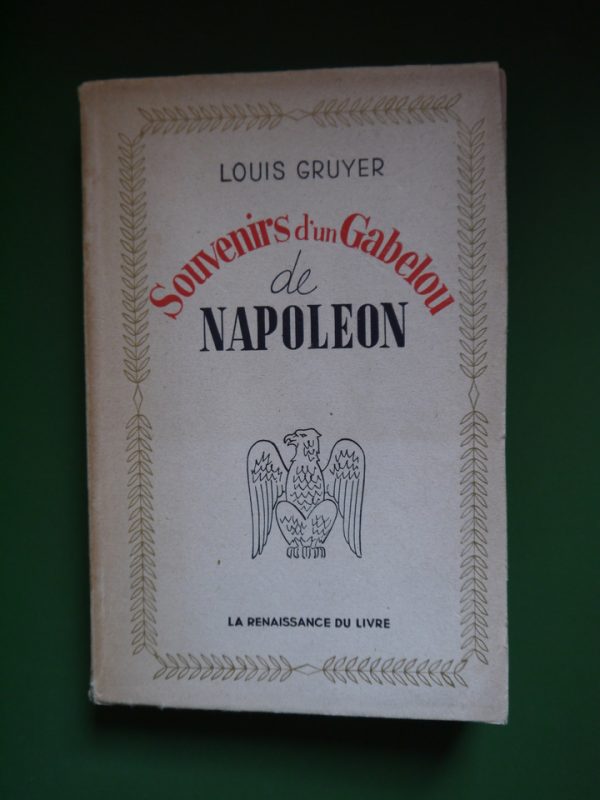 LOUIS GRUYER
Souvenirs d'un Gabelou
de
NAPOLEON
LA RENAISSANCE DU LIVRE